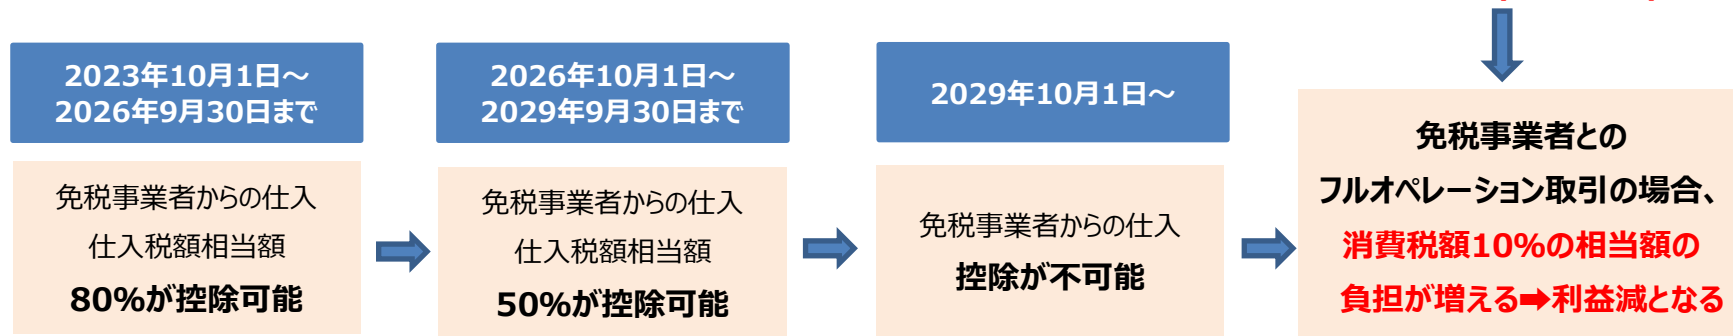 2023年10月1日～
2026年9月30日まで
免税事業者からの仕入
仕入税額相当額
80%が控除可能
2026年10月1日～
2029年9月30日まで
免税事業者からの仕入
仕入税額相当額
50%が控除可能
2029年10月1日～
免税事業者からの仕入
控除が不可能
免税事業者との
フルオペレーション取引の場合、
消費税額10%の相当額の
負担が増える➡利益減となる